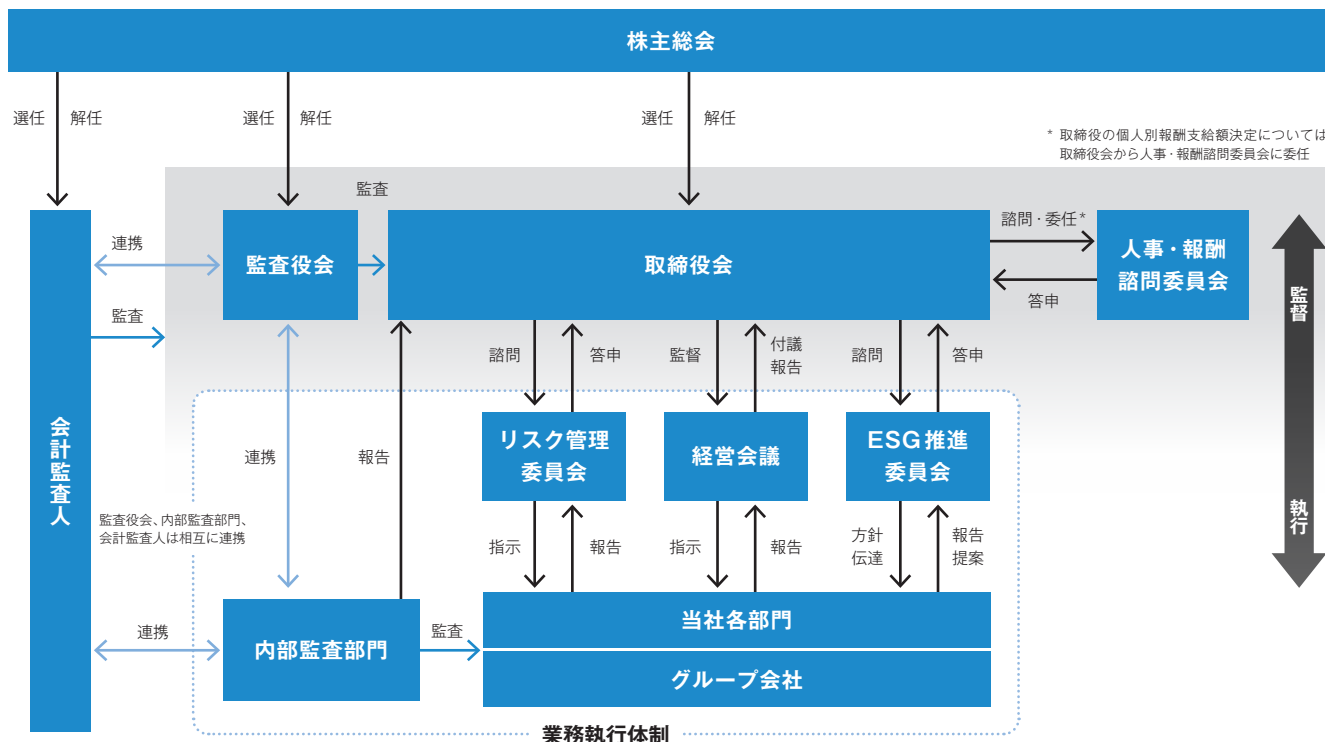 株主総会
選任
解任
選任
解任
選任
解任
* 取締役の個人別報酬支給額決定については
取締役会から人事・報酬諮問委員会に委任
監査
連携
監査役会
取締役会
諮問・委任*
答申
人事・報酬
諮問委員会
監査
監督
執行
諮問
答申
監督
付議
報告
諮問
答申
会計監査人
連携
報告
リスク管理
委員会
経営会議
ESG推進
委員会
監査役会、内部監査部門、
会計監査人は相互に連携
指示
報告
指示
報告
方針
伝達
報告
提案
連携
内部監査部門
監査
当社各部門
グループ会社
業務執行体制